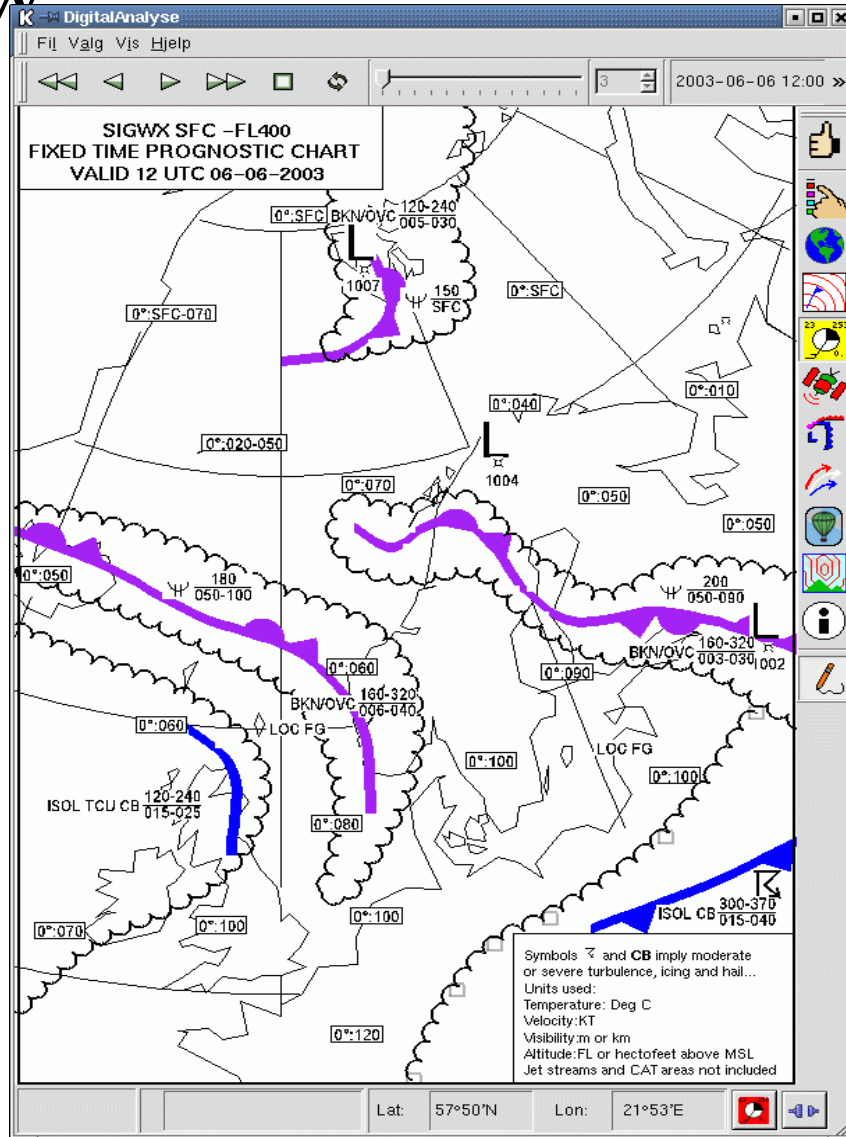 DigitalAnalyse
Fil Valg Vis Hjelp
3
2003-06-06 12:00 »
SIGWX SFC -FL400
FIXED TIME PROGNOSTIC CHART
VALID 12 UTC 06-06-2003
0°:SFC
BKN/OVC 120-240
005-030
L
1007
150
SFC
0°:SFC
0°:SFC-070
0°:010
0°:040
0°:020-050
L
1004
0°:070
0°:050
0°:050
0°:050
180
050-100
200
050-090
L
1002
BKN/OVC 160-320
003-030
0°:060
0°:090
BKN/OVC 160-320
006-040
0°:060
LOC FG
LOC FG
0°:100
0°:100
ISOL TCU CB 120-240
015-025
0°:080
0°:070
0°:100
0°:100
ISOL CB 300-370
015-040
0°:120
Symbols and CB imply moderate
or severe turbulence, icing and hail...
Units used:
Temperature: Deg C
Velocity:KT
Visibility:m or km
Altitude:FL or hectofeet above MSL
Jet streams and CAT areas not included
Lat: 57°50'N Lon: 21°53'E